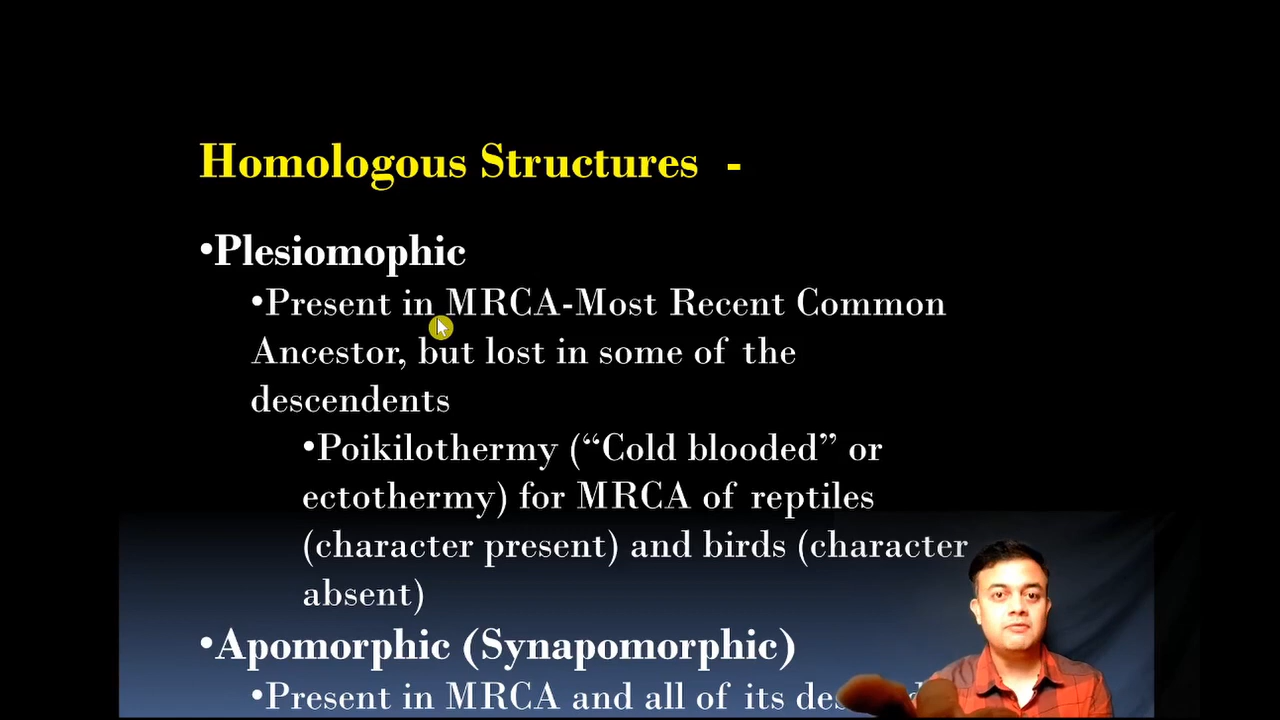 Homologous Structures -
•Plesiomophic
•Present in MRCA-Most Recent Common
Ancestor, but lost in some of the
descendents
•Poikilothermy (“Cold blooded” or
ectothermy) for MRCA of reptiles
(character present) and birds (character
absent)
•Apomorphic (Synapomorphic)
•Present in MRCA and all of its